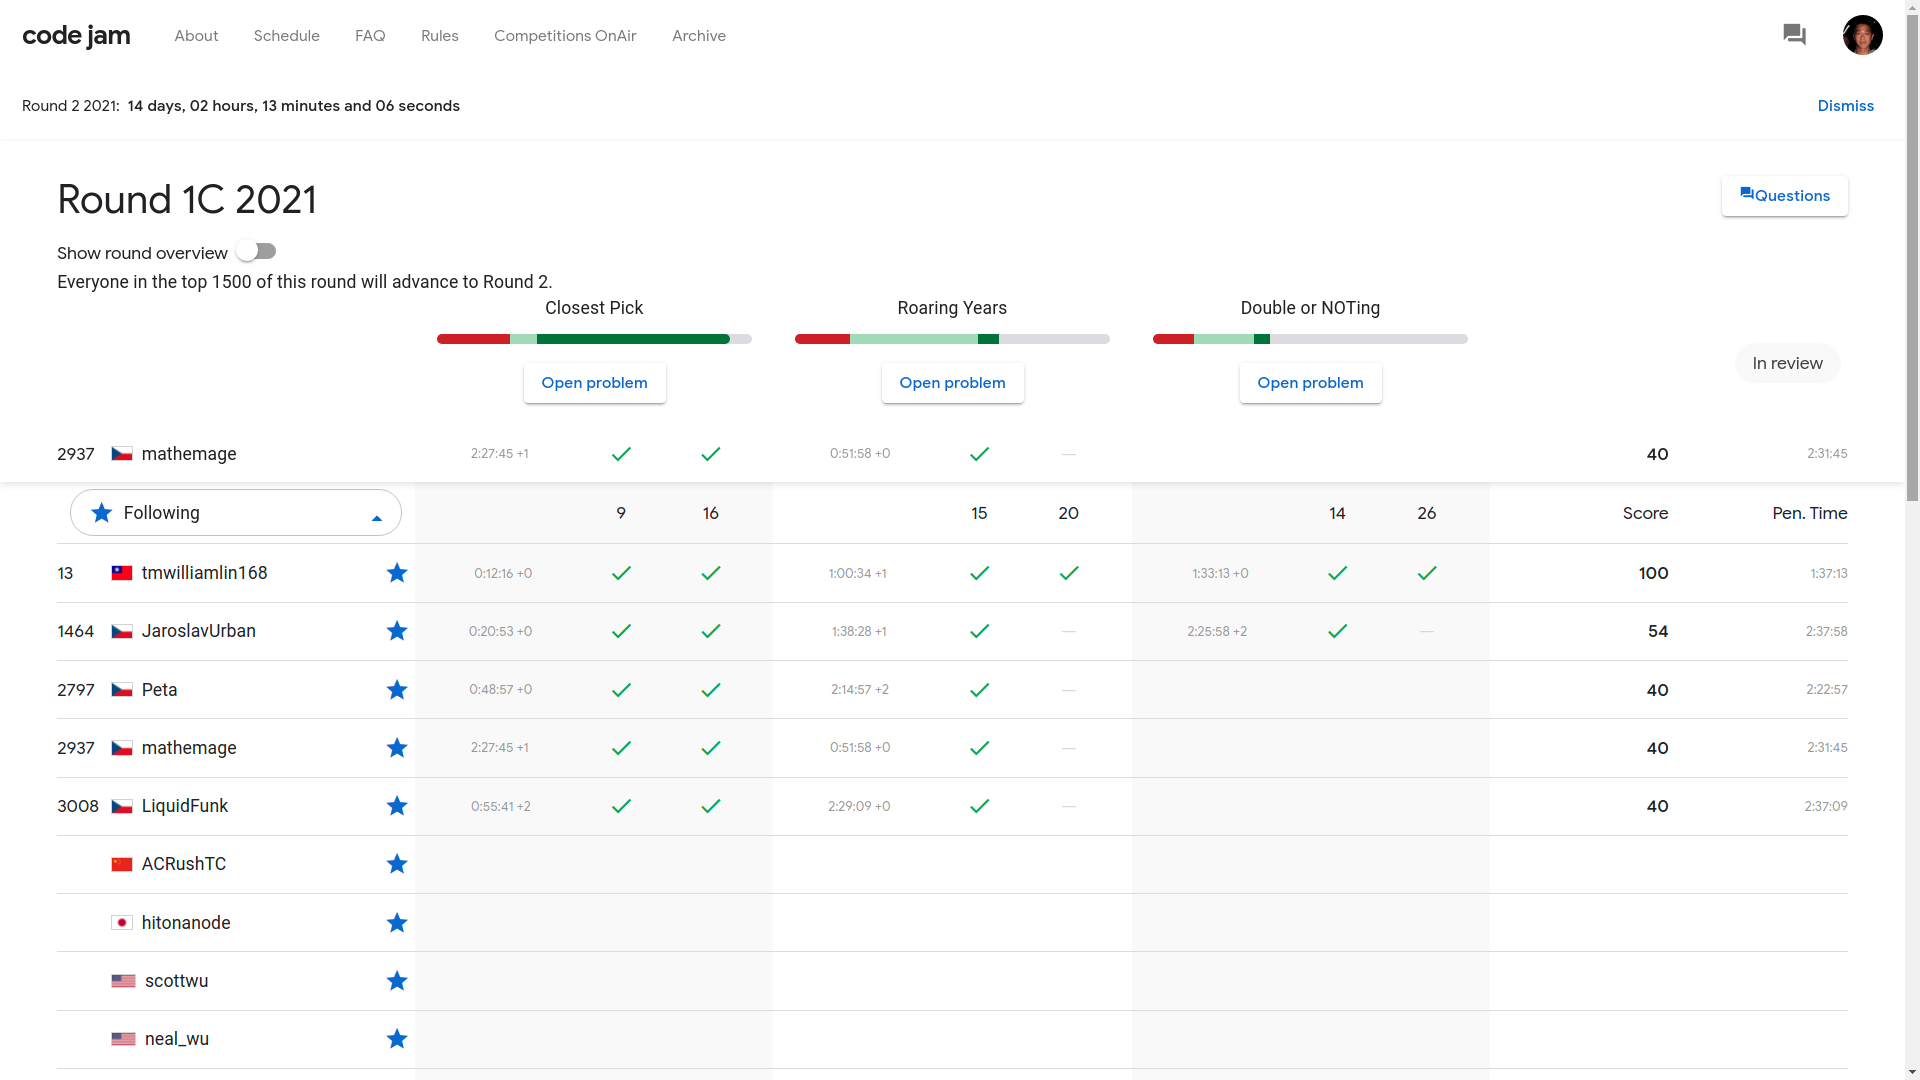 code jam About Schedule FAQ Rules Competitions OnAir Archive
Round 2 2021: 14 days, 02 hours, 13 minutes and 06 seconds Dismiss
Round 1C 2021
Questions
Show round overview
Everyone in the top 1500 of this round will advance to Round 2.
Closest Pick Roaring Years Double or NOTing
Open problem Open problem Open problem
In review
2937 mathemage 2:27:45 +1 0:51:58 +0 — 40 2:31:45
Following 9 16 15 20 14 26 Score Pen. Time
13 tmwilliamlin168 0:12:16 +0 1:00:34 +1 1:33:13 +0 100 1:37:13
1464 JaroslavUrban 0:20:53 +0 1:38:28 +1 — 2:25:58 +2 — 54 2:37:58
2797 Peta 0:48:57 +0 2:14:57 +2 — 40 2:22:57
2937 mathemage 2:27:45 +1 0:51:58 +0 — 40 2:31:45
3008 LiquidFunk 0:55:41 +2 2:29:09 +0 — 40 2:37:09
ACRushTC
hitonanode
scottwu
neal_wu